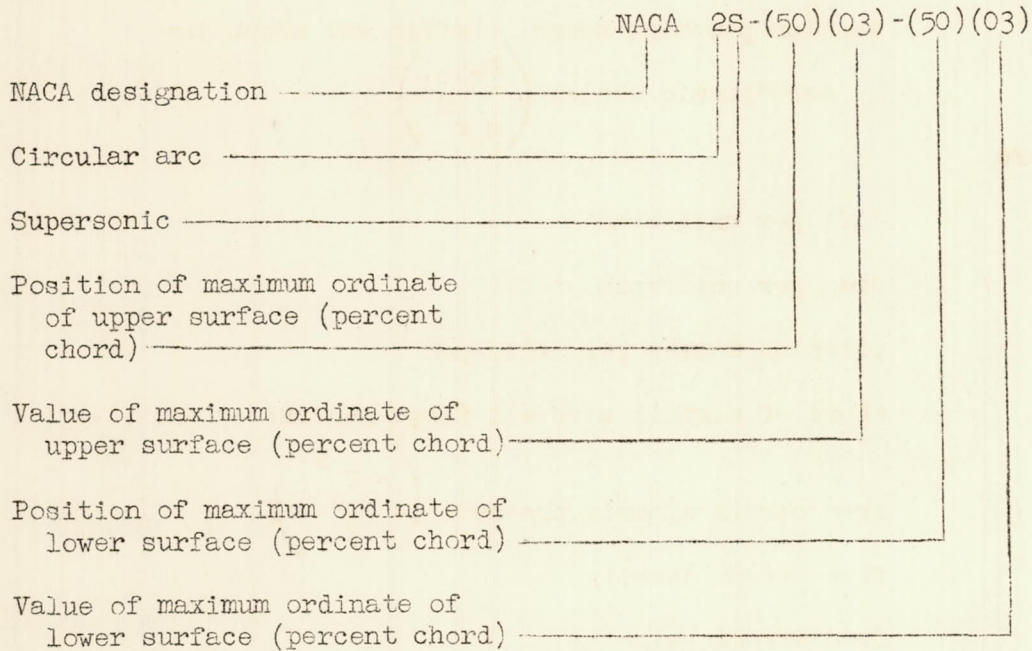 NACA 2S-(50)(03)-(50)(03)
NACA designation
Circular arc
Supersonic
Position of maximum ordinate
of upper surface (percent
chord)
Value of maximum ordinate of
upper surface (percent chord)
Position of maximum ordinate of
lower surface (percent chord)
Value of maximum ordinate of
lower surface (percent chord)